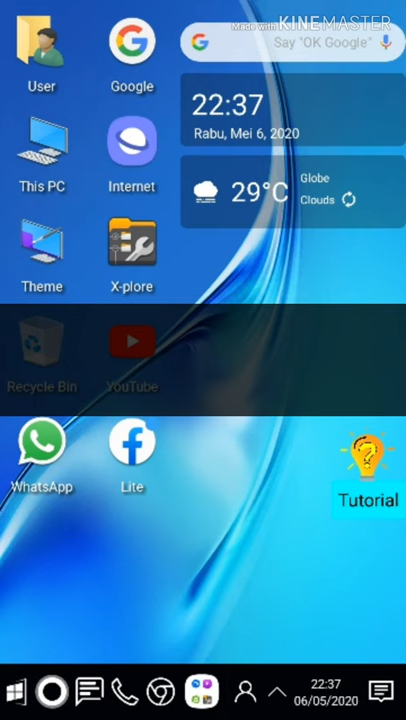 Made with KINEMASTER
Say "OK Google"
User
Google
22:37
Rabu, Mei 6, 2020
This PC
Internet
29°C
Globe
Clouds
Theme
X-plore
Recycle Bin
YouTube
WhatsApp
Lite
Tutorial
22:37
06/05/2020